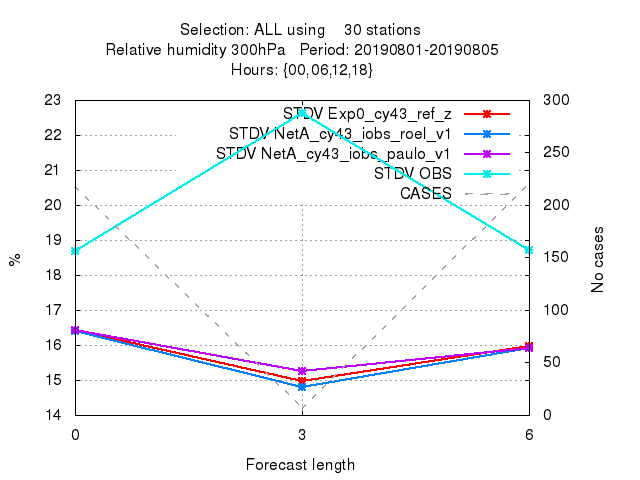 Selection: ALL using 30 stations
Relative humidity 300hPa Period: 20190801-20190805
Hours: {00,06,12,18}
23
22
21
20
19
18
17
16
15
14
%
STDV Exp0_cy43_ref_z
STDV NetA_cy43_iobs_roel_v1
STDV NetA_cy43_iobs_paulo_v1
STDV OBS
CASES
300
250
200
150
100
50
0
No cases
0 3 6
Forecast length